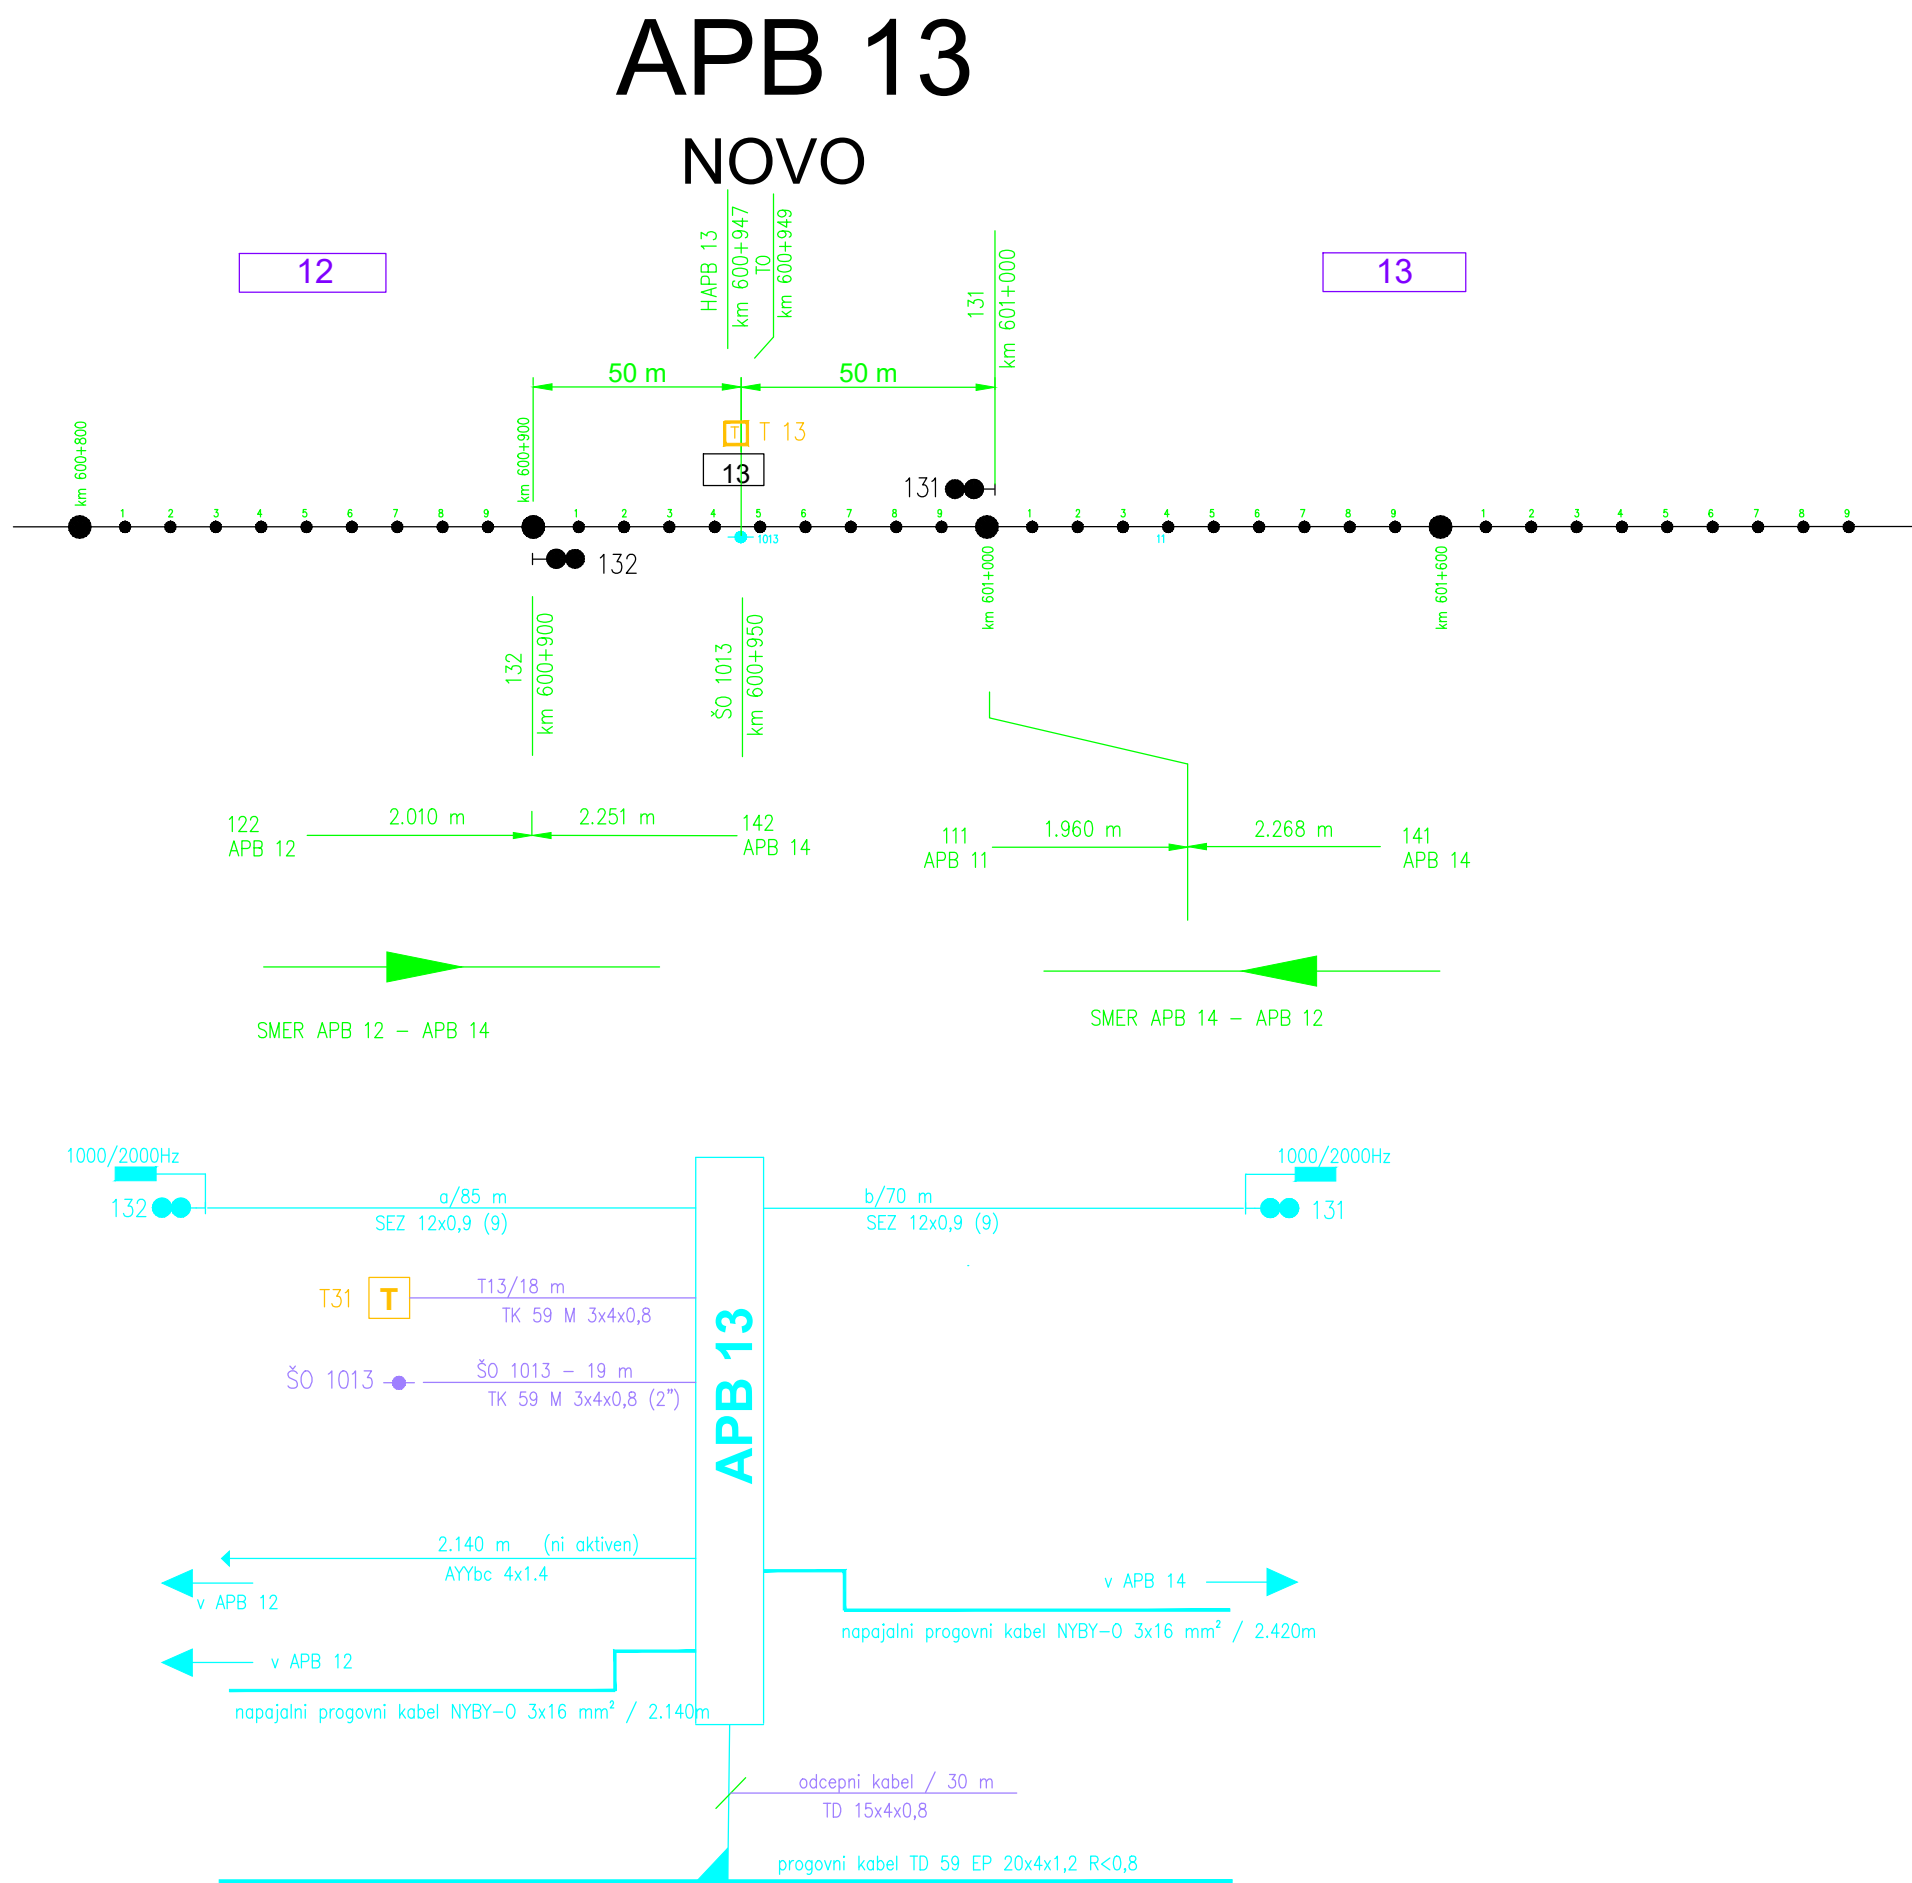 APB 13
NOVO
12
HAPB 13
km 600+947
TO
km 600+949
131
km 601+000
13
50 m
50 m
km 600+800
km 600+900
T
T 13
13
131
1 2 3 4 5 6 7 8 9 1 2 3 4 5 6 7 8 9 1 2 3 4 5 6 7 8 9 1 2 3 4 5 6 7 8 9
1013
11
132
km 601+000
km 601+600
132
km 600+900
ŠO 1013
km 600+950
122
APB 12
2.010 m
2.251 m
142
APB 14
111
APB 11
1.960 m
2.268 m
141
APB 14
SMER APB 12 – APB 14
SMER APB 14 – APB 12
1000/2000Hz
132
a/85 m
SEZ 12x0,9 (9)
b/70 m
SEZ 12x0,9 (9)
1000/2000Hz
131
T31
T
T13/18 m
TK 59 M 3x4x0,8
ŠO 1013
ŠO 1013 – 19 m
TK 59 M 3x4x0,8 (2")
APB 13
2.140 m (ni aktiven)
AYYbc 4x1.4
v APB 12
v APB 14
napajalni progovni kabel NYBY–O 3x16 mm² / 2.420m
v APB 12
napajalni progovni kabel NYBY–O 3x16 mm² / 2.140m
odcepni kabel / 30 m
TD 15x4x0,8
progovni kabel TD 59 EP 20x4x1,2 R<0,8